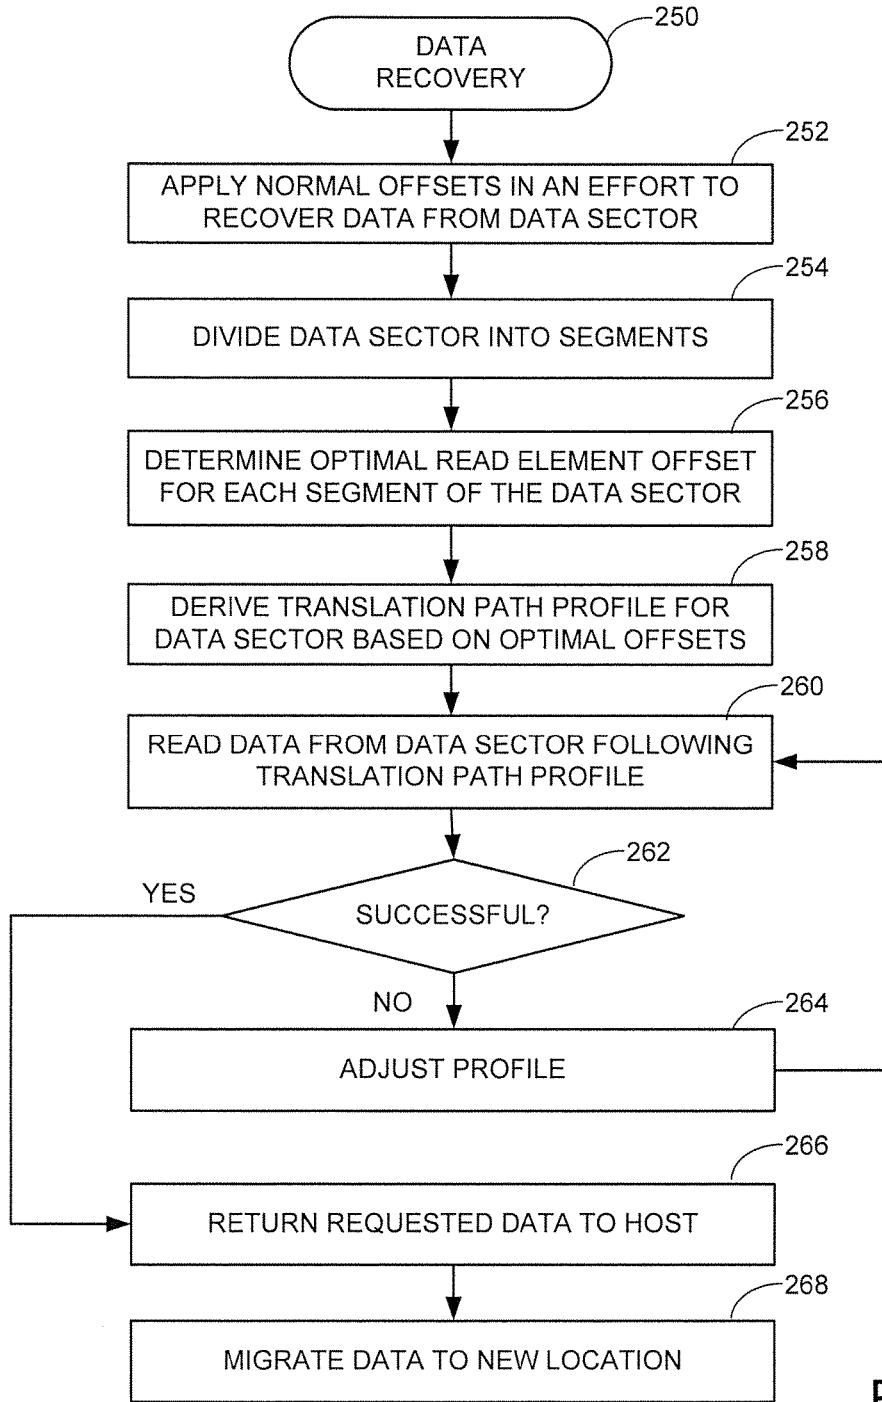 250
DATA
RECOVERY
252
APPLY NORMAL OFFSETS IN AN EFFORT TO
RECOVER DATA FROM DATA SECTOR
254
DIVIDE DATA SECTOR INTO SEGMENTS
256
DETERMINE OPTIMAL READ ELEMENT OFFSET
FOR EACH SEGMENT OF THE DATA SECTOR
258
DERIVE TRANSLATION PATH PROFILE FOR
DATA SECTOR BASED ON OPTIMAL OFFSETS
260
READ DATA FROM DATA SECTOR FOLLOWING
TRANSLATION PATH PROFILE
262
YES
SUCCESSFUL?
NO
264
ADJUST PROFILE
266
RETURN REQUESTED DATA TO HOST
268
MIGRATE DATA TO NEW LOCATION